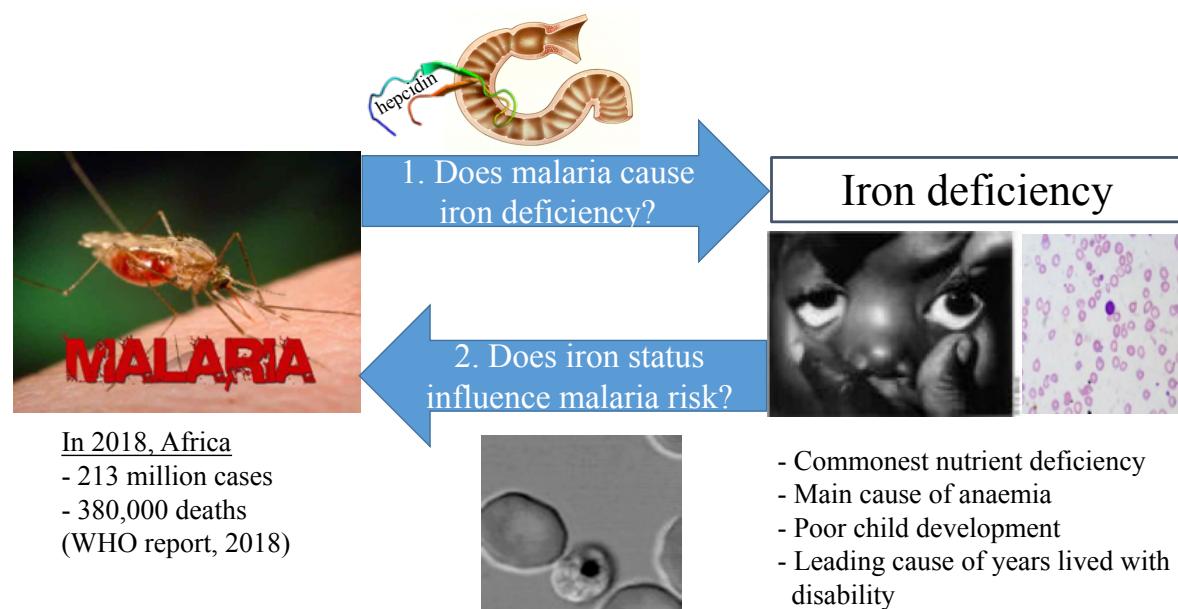 hepcidin
1. Does malaria cause
iron deficiency?
Iron deficiency
MALARIA
2. Does iron status
influence malaria risk?
In 2018, Africa
- 213 million cases
- 380,000 deaths
(WHO report, 2018)
- Commonest nutrient deficiency
- Main cause of anaemia
- Poor child development
- Leading cause of years lived with
disability